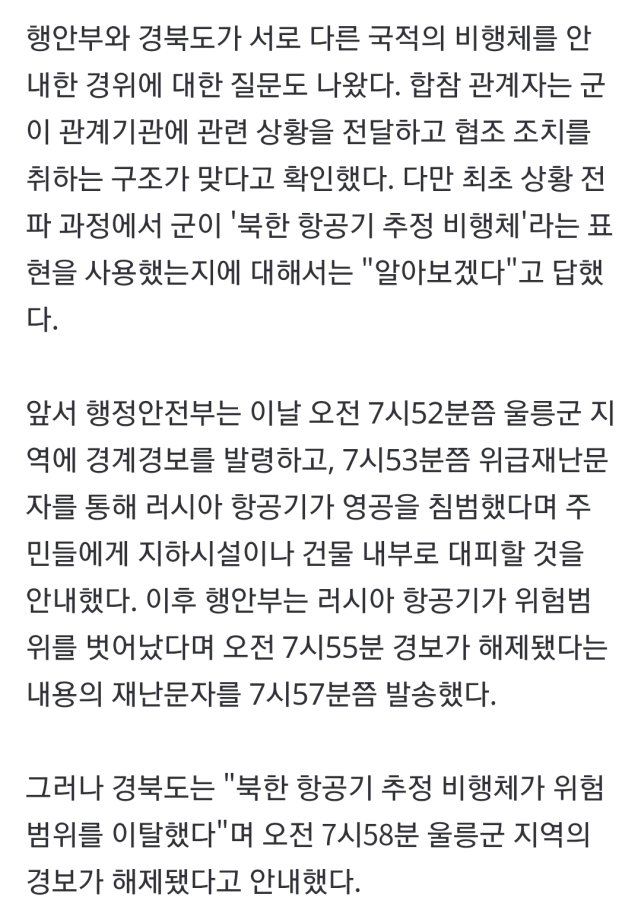 행안부와 경북도가 서로 다른 국적의 비행체를 안
내한 경위에 대한 질문도 나왔다. 합참 관계자는 군
이 관계기관에 관련 상황을 전달하고 협조 조치를
취하는 구조가 맞다고 확인했다. 다만 최초 상황 전
파 과정에서 군이 '북한 항공기 추정 비행체'라는 표
현을 사용했는지에 대해서는 "알아보겠다"고 답했
다.
앞서 행정안전부는 이날 오전 7시52분쯤 울릉군 지
역에 경계경보를 발령하고, 7시53분쯤 위급재난문
자를 통해 러시아 항공기가 영공을 침범했다며 주
민들에게 지하시설이나 건물 내부로 대피할 것을
안내했다. 이후 행안부는 러시아 항공기가 위험범
위를 벗어났다며 오전 7시55분 경보가 해제됐다는
내용의 재난문자를 7시57분쯤 발송했다.
그러나 경북도는 "북한 항공기 추정 비행체가 위험
범위를 이탈했다"며 오전 7시58분 울릉군 지역의
경보가 해제됐다고 안내했다.